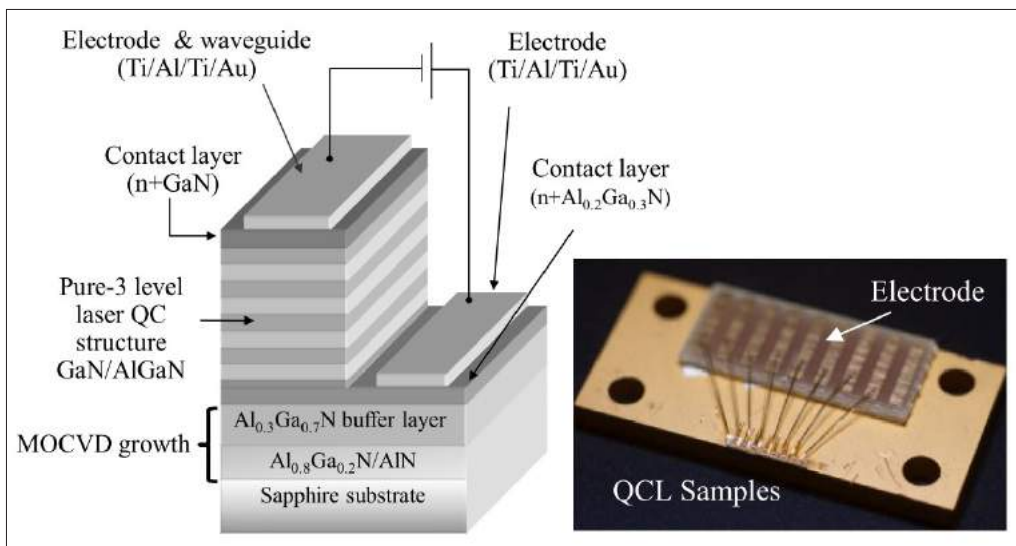 Electrode & waveguide
(Ti/Al/Ti/Au)
Electrode
(Ti/Al/Ti/Au)
Contact layer
(n+GaN)
Contact layer
(n+Al₀.₂Ga₀.₃N)
Pure-3 level
laser QC
structure
GaN/AlGaN
MOCVD growth
Al₀.₃Ga₀.₇N buffer layer
Al₀.₈Ga₀.₂N/AlN
Sapphire substrate
Electrode
QCL Samples